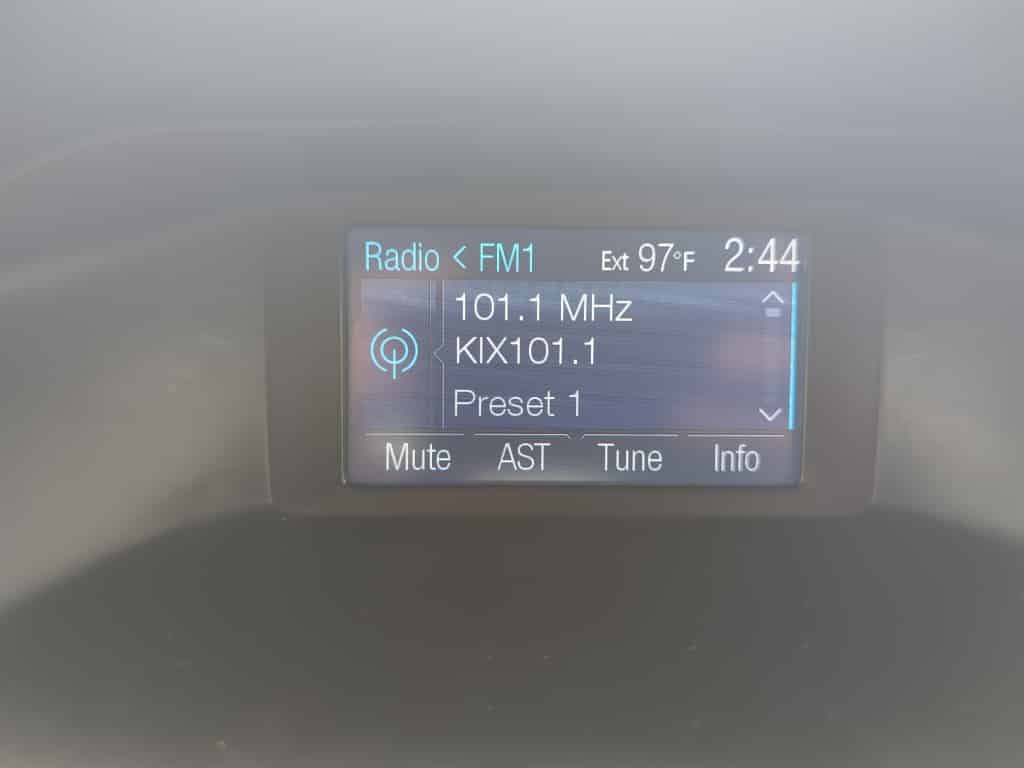 Radio < FM1 Ext 97°F 2:44
101.1 MHz
KIX101.1
Preset 1
Mute AST Tune Info